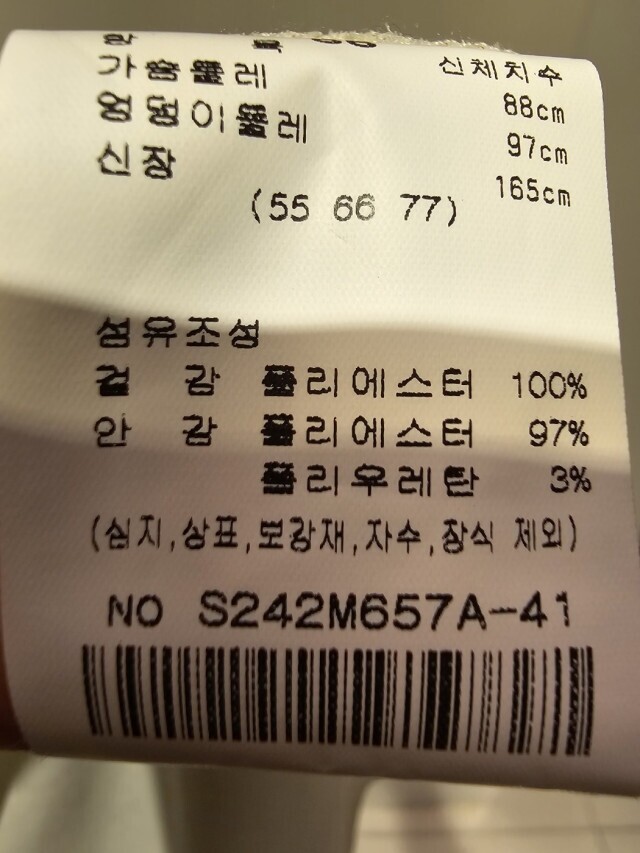 가슴둘레 신체치수
엉덩이둘레 88cm
신장 97cm
165cm
(55 66 77)
섬유조성
겉 감 폴리에스터 100%
안 감 폴리에스터 97%
폴리우레탄 3%
(심지,상표,보강재,자수,장식 제외)
NO S242M657A-41